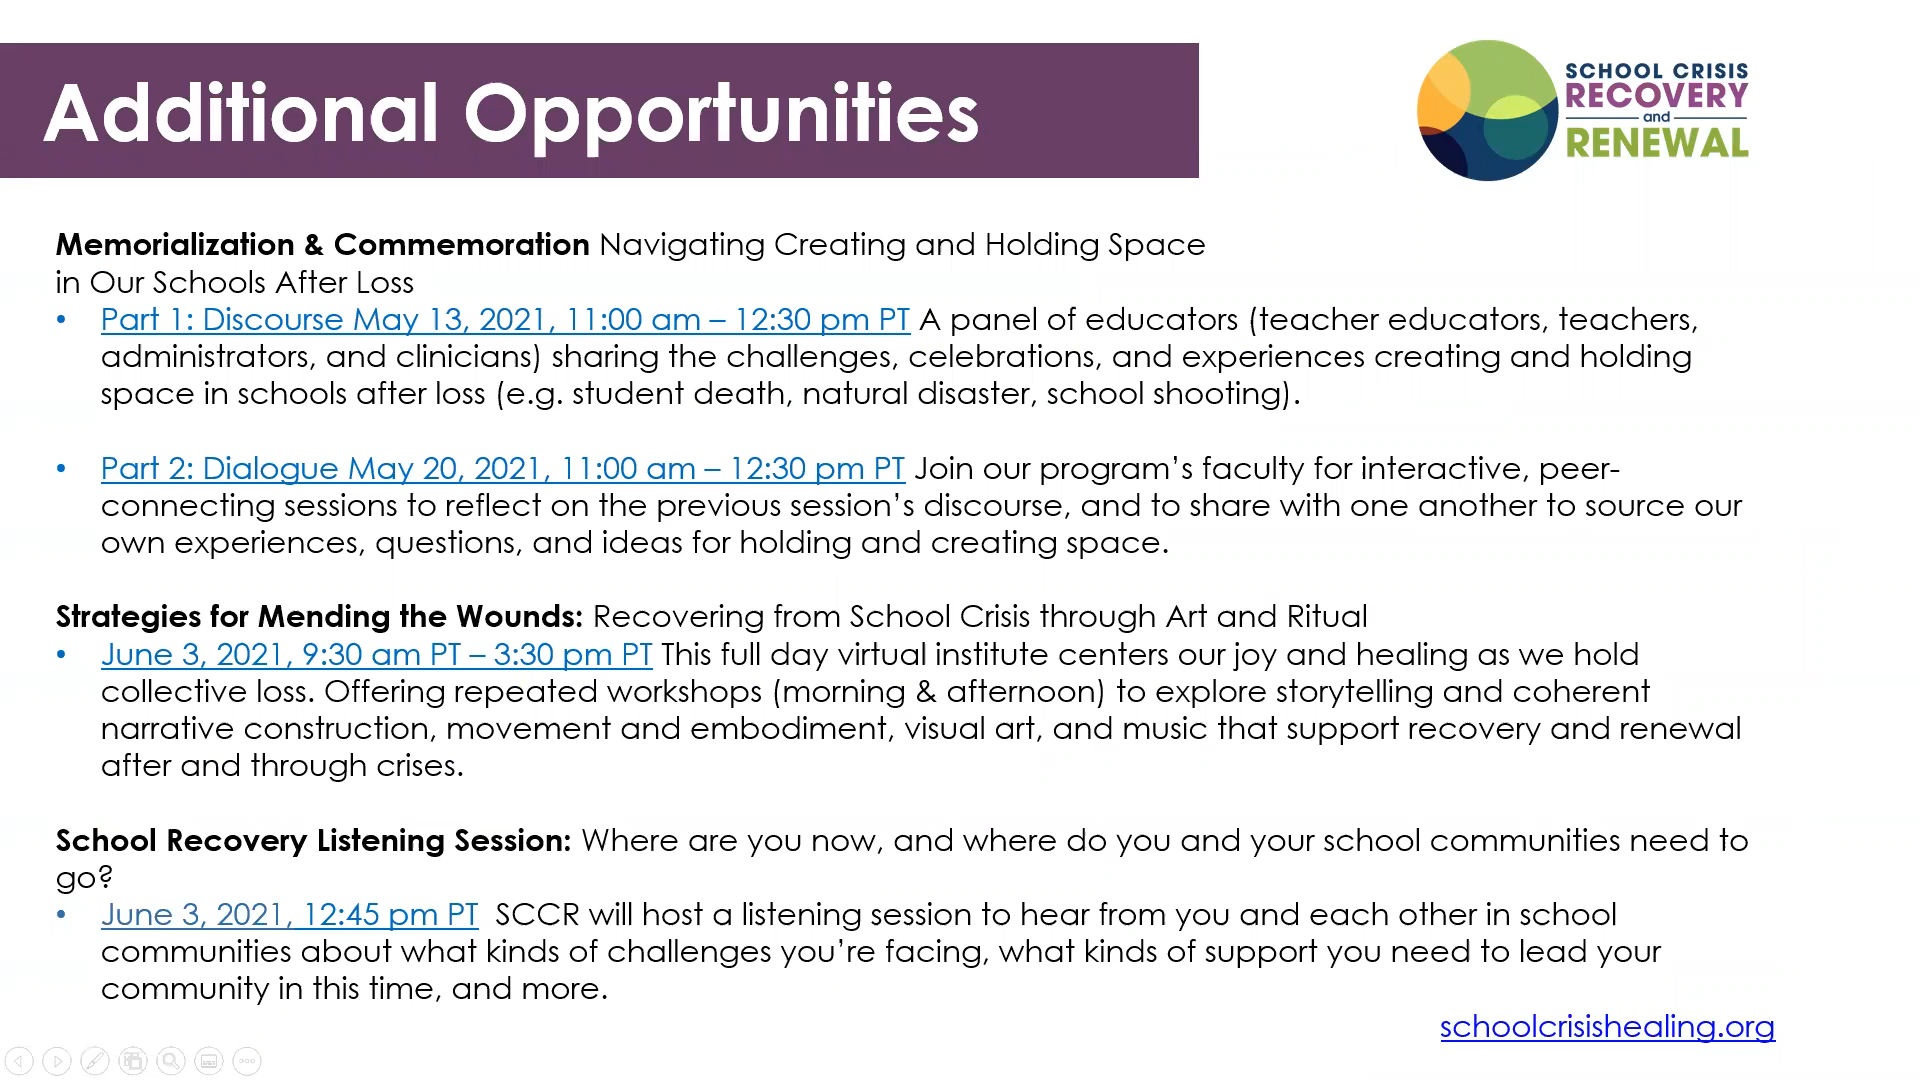 Additional Opportunities
SCHOOL CRISIS
RECOVERY
and
RENEWAL
Memorialization & Commemoration Navigating Creating and Holding Space
in Our Schools After Loss
• Part 1: Discourse May 13, 2021, 11:00 am – 12:30 pm PT A panel of educators (teacher educators, teachers,
administrators, and clinicians) sharing the challenges, celebrations, and experiences creating and holding
space in schools after loss (e.g. student death, natural disaster, school shooting).
• Part 2: Dialogue May 20, 2021, 11:00 am – 12:30 pm PT Join our program’s faculty for interactive, peer-
connecting sessions to reflect on the previous session’s discourse, and to share with one another to source our
own experiences, questions, and ideas for holding and creating space.
Strategies for Mending the Wounds: Recovering from School Crisis through Art and Ritual
• June 3, 2021, 9:30 am PT – 3:30 pm PT This full day virtual institute centers our joy and healing as we hold
collective loss. Offering repeated workshops (morning & afternoon) to explore storytelling and coherent
narrative construction, movement and embodiment, visual art, and music that support recovery and renewal
after and through crises.
School Recovery Listening Session: Where are you now, and where do you and your school communities need to
go?
• June 3, 2021, 12:45 pm PT SCCR will host a listening session to hear from you and each other in school
communities about what kinds of challenges you’re facing, what kinds of support you need to lead your
community in this time, and more.
schoolcrisishealing.org